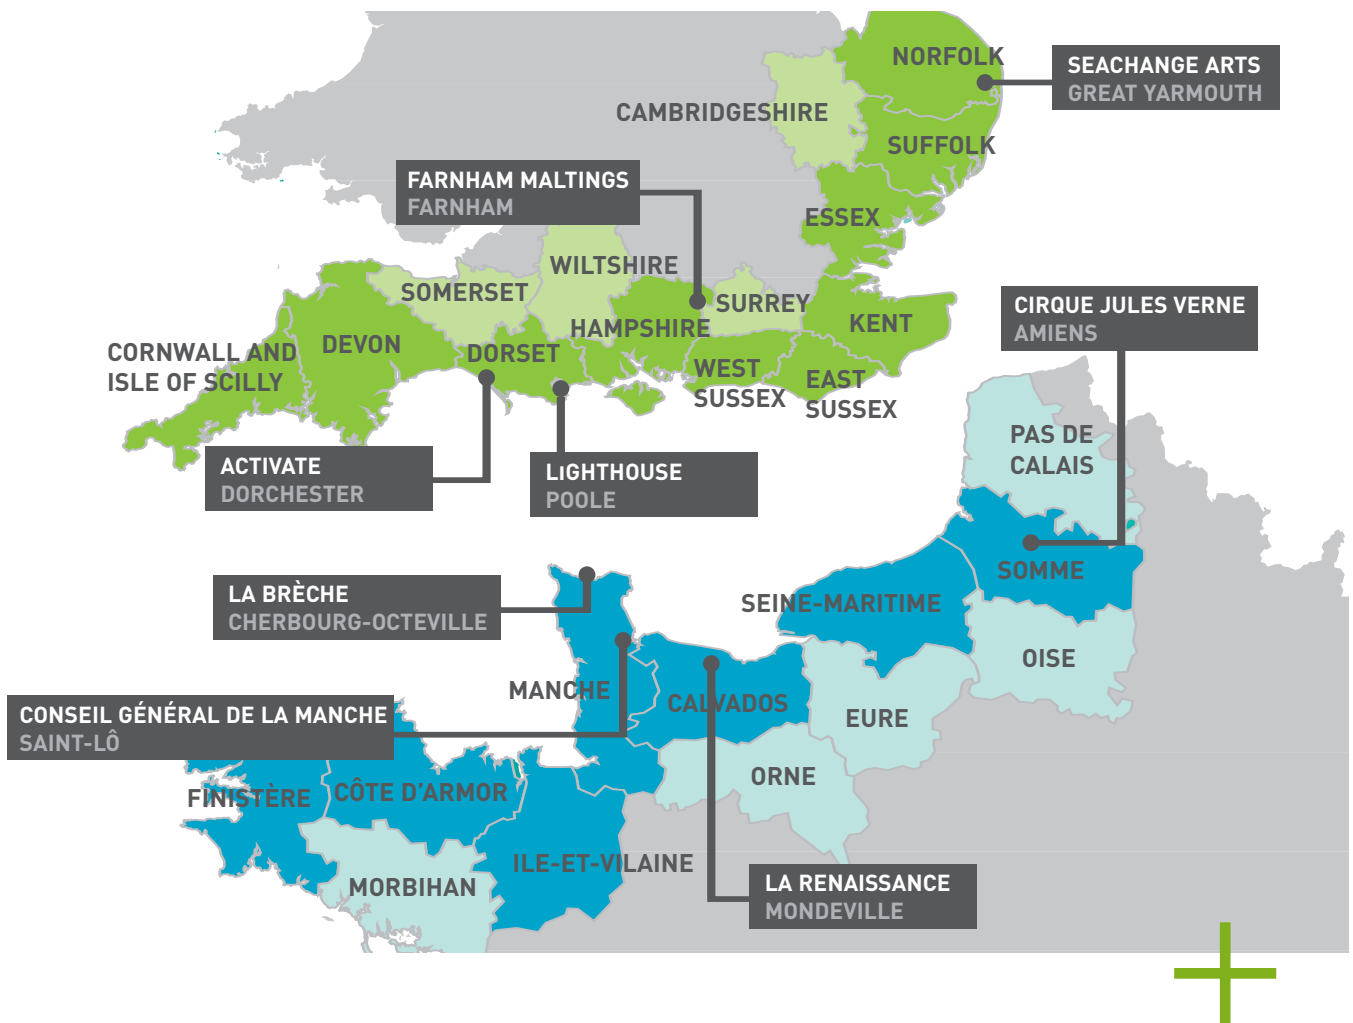 NORFOLK
SEACHANGE ARTS
GREAT YARMOUTH
CAMBRIDGESHIRE
SUFFOLK
FARNHAM MALTINGS
FARNHAM
ESSEX
WILTSHIRE
SOMERSET
SURREY
CIRQUE JULES VERNE
AMIENS
HAMPSHIRE
KENT
CORNWALL AND
ISLE OF SCILLY
DEVON
DORSET
WEST
SUSSEX
EAST
SUSSEX
PAS DE
CALAIS
ACTIVATE
DORCHESTER
LiGHTHOUSE
POOLE
SOMME
LA BRÈCHE
CHERBOURG-OCTEVILLE
SEINE-MARITIME
OISE
MANCHE
CALVADOS
EURE
CONSEIL GÉNÉRAL DE LA MANCHE
SAINT-LÔ
ORNE
FINISTÈRE
CÔTE D'ARMOR
ILE-ET-VILAINE
MORBIHAN
LA RENAISSANCE
MONDEVILLE